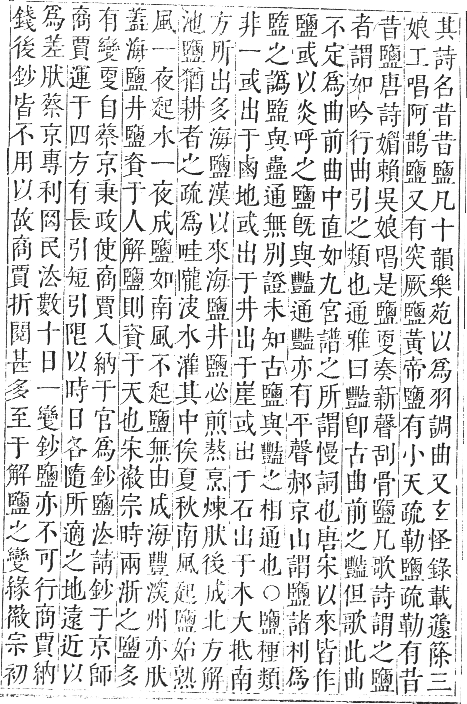 其詩名昔昔鹽凡十韻樂苑以為羽調曲又玄怪錄載籧篨三
娘工唱阿鵲鹽又有突厥鹽黃帝鹽有小天疏勒鹽疏勒有昔
昔鹽唐詩媚賴吳娘唱是鹽更奏新聲刮骨鹽凡歌詩謂之鹽
者謂如吟行曲引之類也通雅曰豔卽古曲前之豔但歌此曲
不定為曲前曲中直如九宮譜之所謂慢詞也唐宋以來皆作
鹽或以炎呼之鹽旣與豔通豔亦有平聲郝京山謂鹽諸利為
鹽之譌鹽與蠱通無別證未知古鹽與豔之相通也○鹽種類
非一或出于鹵地或出于井出于崖或出于石出于木大抵南
方所出多海鹽漢以來海鹽井鹽必煎熬烹煉肰後成北方解
池鹽猶耕者之疏為畦隴浚水灌其中俟夏秋南風起鹽始熟
風一夜起水一夜成鹽如南風不起鹽無由成海豐滨州亦肰
蓋海鹽井鹽資于人解鹽則資于天也宋徽宗時兩浙之鹽多
有變更自蔡京秉政使商賈入納于官為鈔鹽法請鈔于京師
商賈運于四方有長引短引限以時日各隨所適之地遠近以
為差肰蔡京專利罔民法數十日一變鈔鹽亦不可行商賈納
錢後鈔皆不用以故商賈折閱甚多至于解鹽之變緣徽宗初